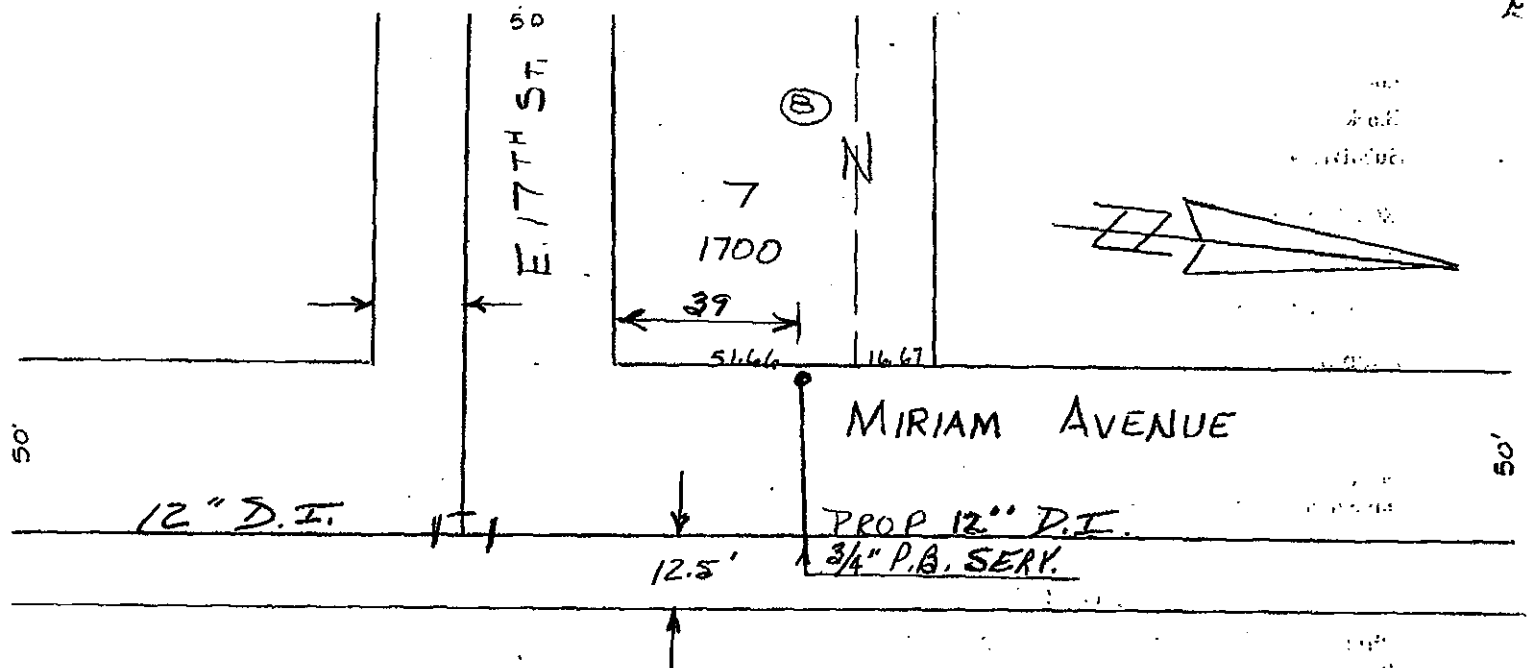 50
E. 17TH ST.
B
N
7
1700
39
51.66
16.67
MIRIAM AVENUE
50'
50'
12" D.I.
PROP 12" D.I.
3/4" P.B. SERV.
12.5'